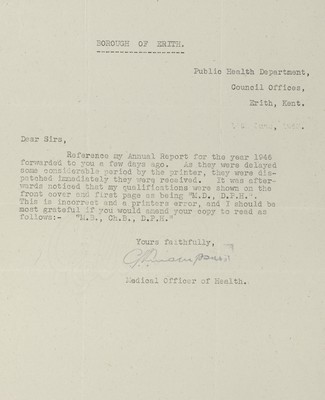 BOROUGH OF ERITH.
Public Health Department,
Council Offices,
Erith, Kent.
Dear Sirs,
Reference my Annual Report for the year 1946
forwarded to you a few days ago. As they were delayed
some considerable period by the printer, they were dis-
patched immediately they were received. It was after-
wards noticed that my qualifications were shown on the
front cover and first page as being "M.D., D.P.H.".
This is incorrect and a printers error, and I should be
most grateful if you would amend your copy to read as
follows:- "M.B., Ch.B., D.P.H."
Yours faithfully,
Medical Officer of Health.